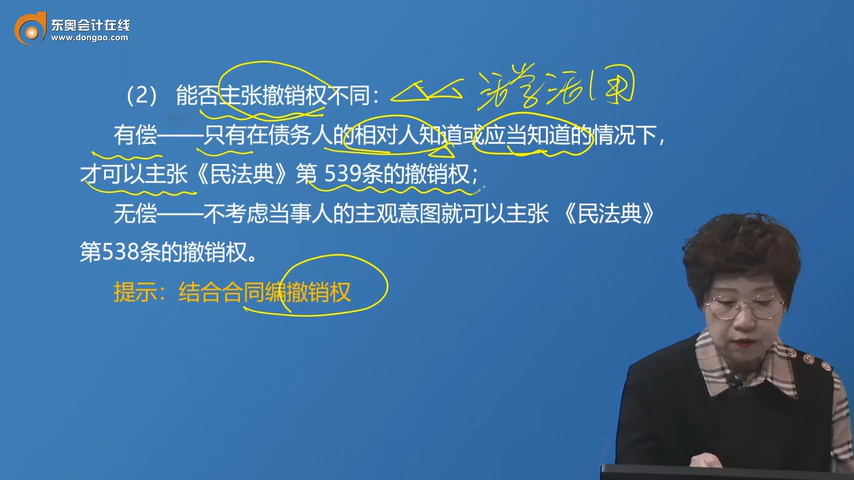 东奥会计在线
www.dongao.com
（2） 能否主张撤销权不同：
活学活用
有偿——只有在债务人的相对人知道或应当知道的情况下，
才可以主张《民法典》第 539条的撤销权；
无偿——不考虑当事人的主观意图就可以主张 《民法典》
第538条的撤销权。
提示：结合合同编撤销权